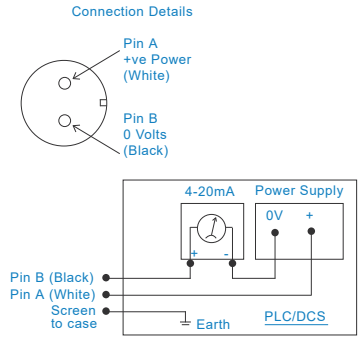 Connection Details
Pin A
+ve Power
(White)
Pin B
0 Volts
(Black)
4-20mA
Power Supply
0V +
+ -
Pin B (Black)
Pin A (White)
Screen
to case
Earth
PLC/DCS